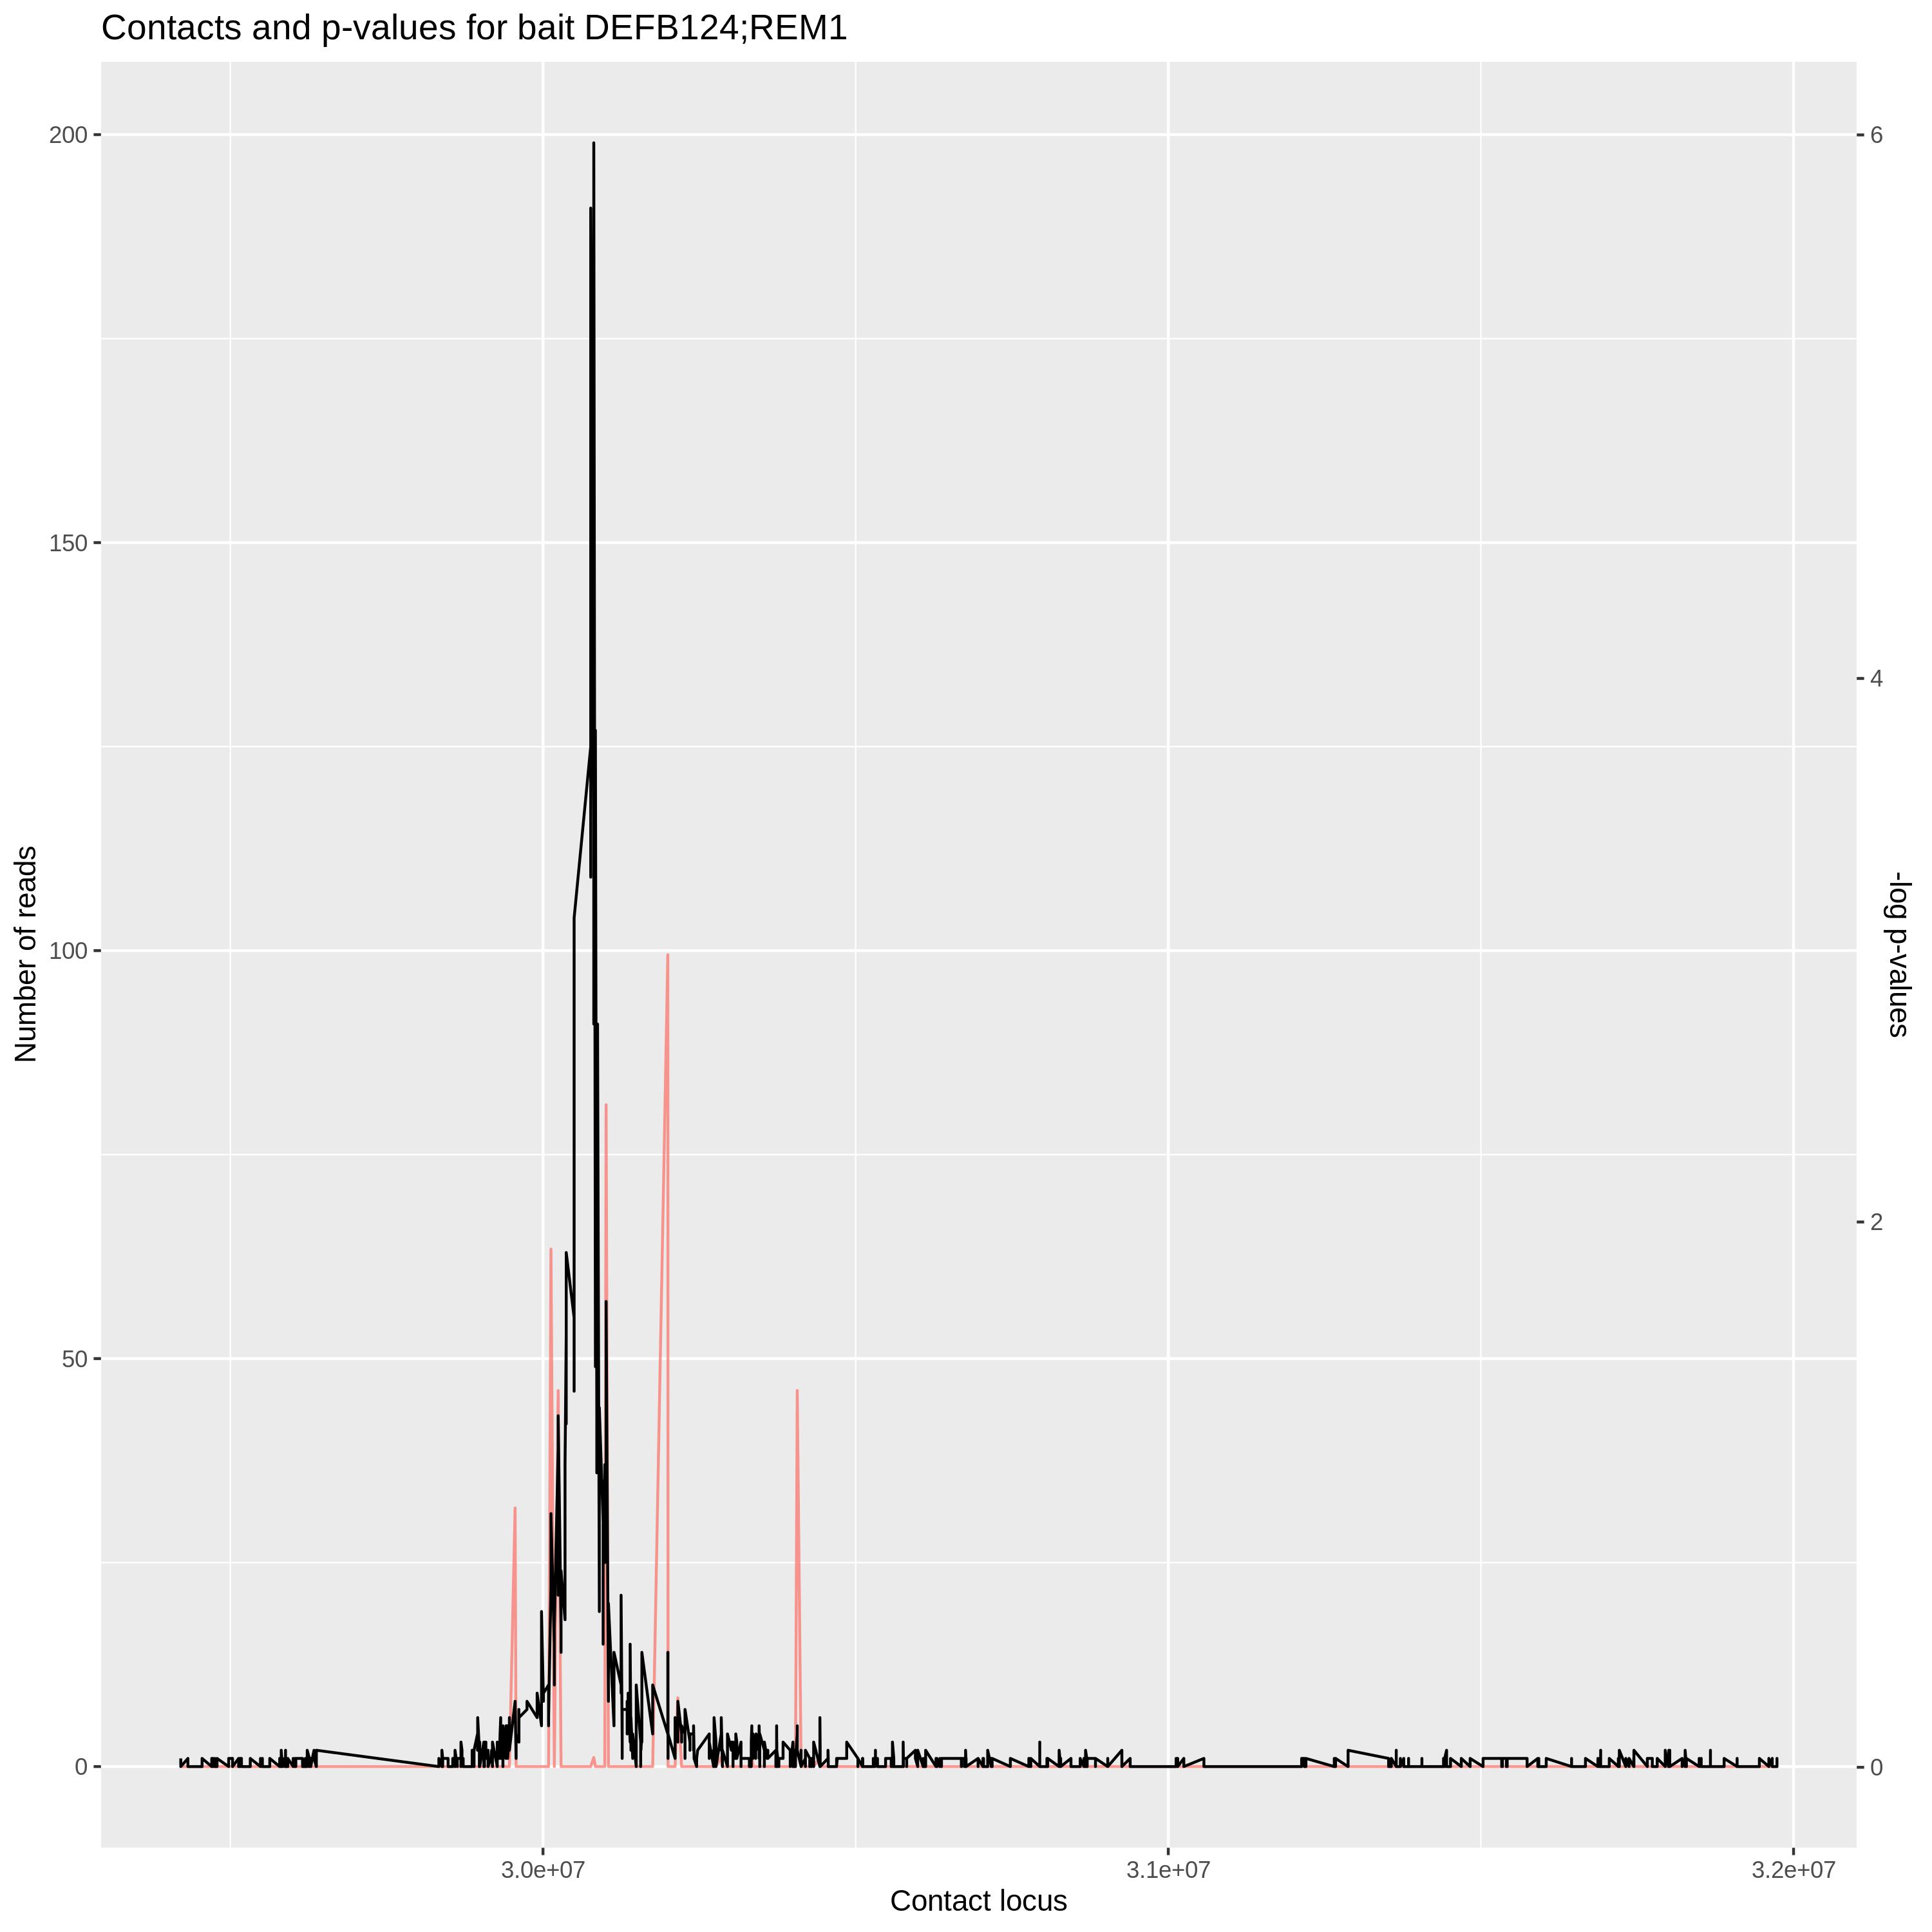 Contacts and p-values for bait DEFB124;REM1
200
150
100
50
0
Number of reads
6
4
2
0
-log p-values
3.0e+07
3.1e+07
3.2e+07
Contact locus